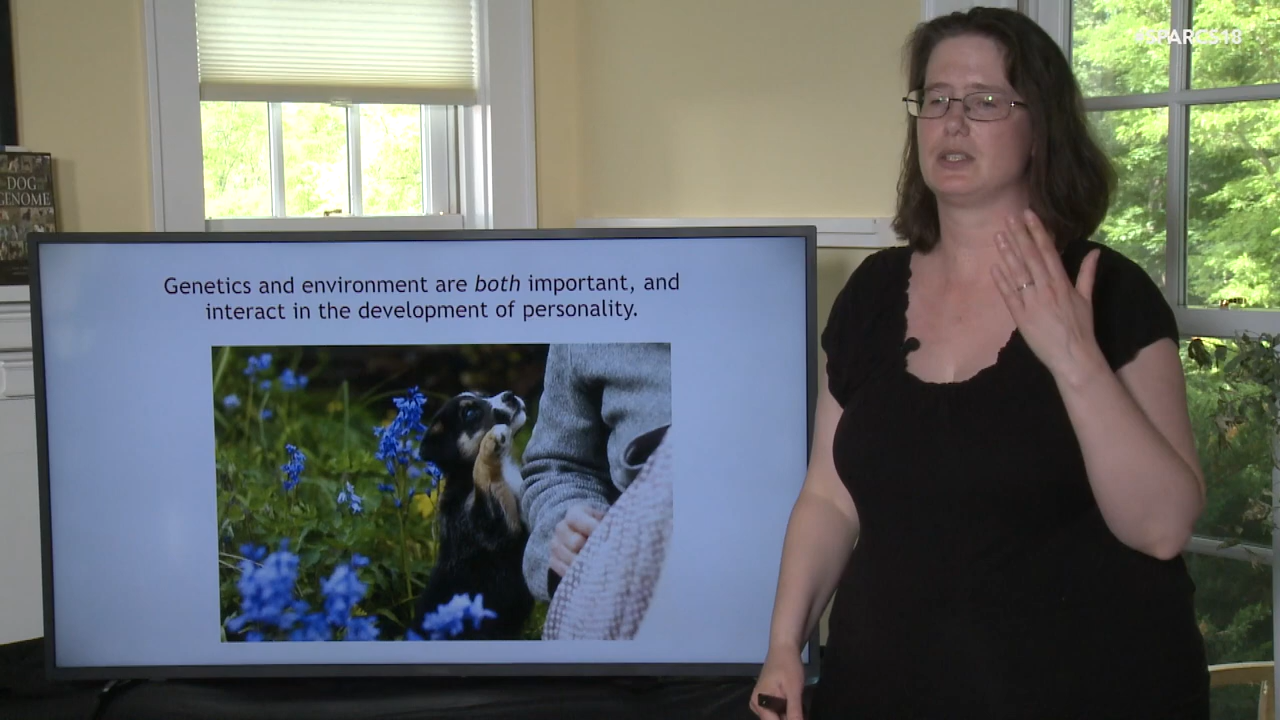 #SPARCS18
DOG
GENOME
Genetics and environment are both important, and
interact in the development of personality.